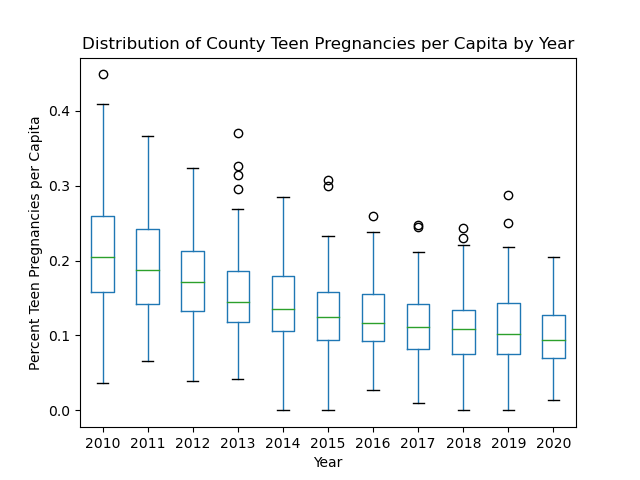 Distribution of County Teen Pregnancies per Capita by Year
Percent Teen Pregnancies per Capita
0.4
0.3
0.2
0.1
0.0
2010 2011 2012 2013 2014 2015 2016 2017 2018 2019 2020
Year